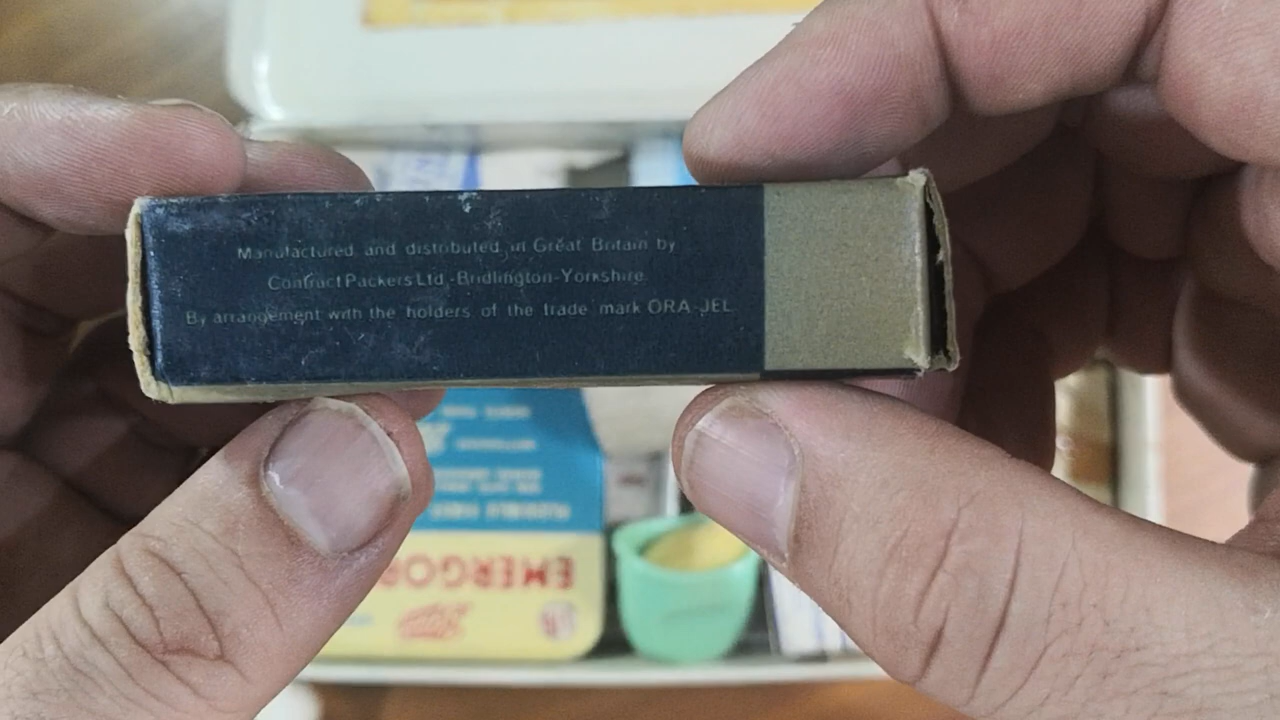 Manufactured and distributed in Great Britain by
Contract Packers Ltd - Bridlington - Yorkshire.
By arrangement with the holders of the trade mark ORA-JEL
EMERGO